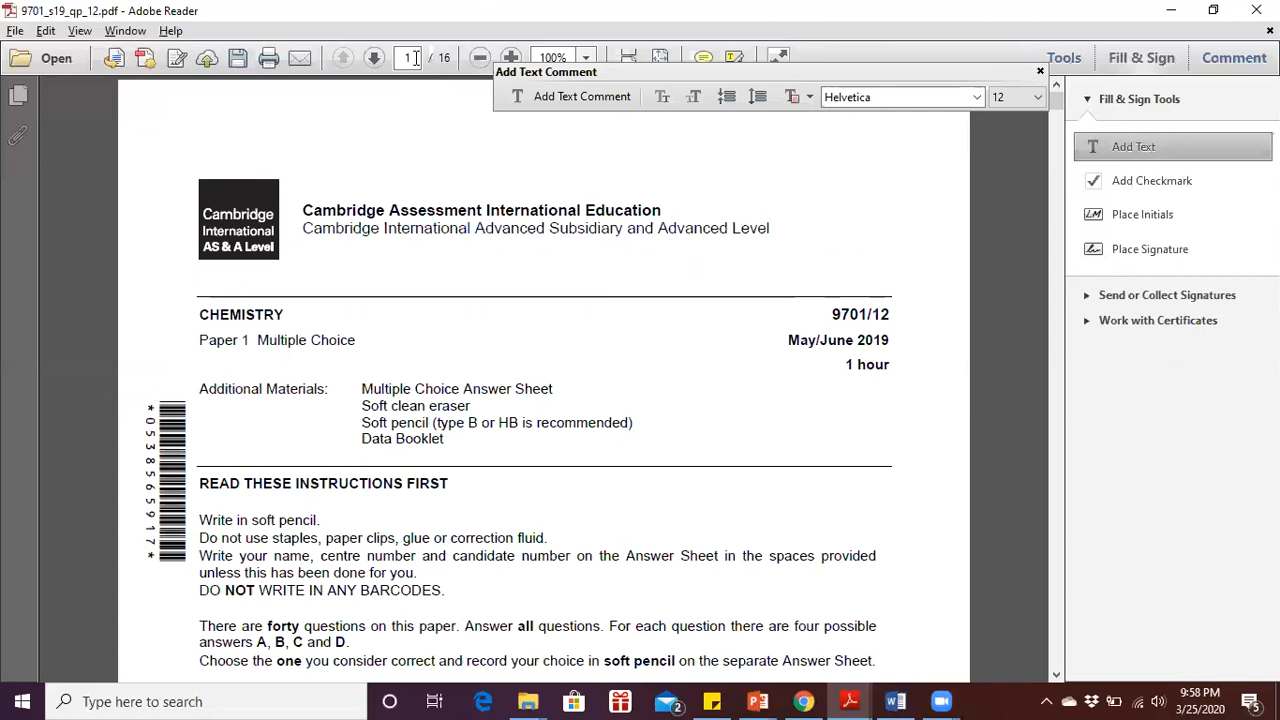 9701_s19_qp_12.pdf - Adobe Reader
File Edit View Window Help
Open 1 / 16 100% Tools Fill & Sign Comment
Add Text Comment
Add Text Comment Helvetica 12
Fill & Sign Tools
Add Text
Add Checkmark
Place Initials
Place Signature
Send or Collect Signatures
Work with Certificates
Cambridge
International
AS & A Level
Cambridge Assessment International Education
Cambridge International Advanced Subsidiary and Advanced Level
CHEMISTRY 9701/12
Paper 1 Multiple Choice May/June 2019
1 hour
Additional Materials: Multiple Choice Answer Sheet
Soft clean eraser
Soft pencil (type B or HB is recommended)
Data Booklet
*0538565917*
READ THESE INSTRUCTIONS FIRST
Write in soft pencil.
Do not use staples, paper clips, glue or correction fluid.
Write your name, centre number and candidate number on the Answer Sheet in the spaces provided
unless this has been done for you.
DO NOT WRITE IN ANY BARCODES.
There are forty questions on this paper. Answer all questions. For each question there are four possible
answers A, B, C and D.
Choose the one you consider correct and record your choice in soft pencil on the separate Answer Sheet.
Type here to search
2
9:58 PM
3/25/2020
5